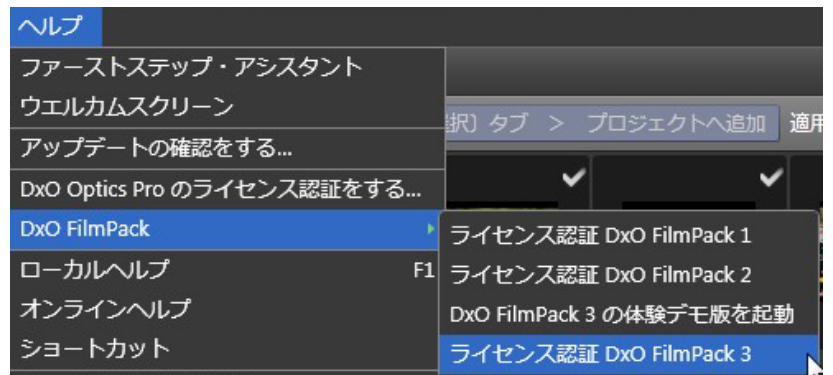 ヘルプ
ファーストステップ・アシスタント
ウエルカムスクリーン
アップデートの確認をする...
DxO Optics Pro のライセンス認証をする...
DxO FilmPack
ローカルヘルプ F1
オンラインヘルプ
ショートカット
択〕タブ > プロジェクトへ追加 適用
ライセンス認証 DxO FilmPack 1
ライセンス認証 DxO FilmPack 2
DxO FilmPack 3 の体験デモ版を起動
ライセンス認証 DxO FilmPack 3